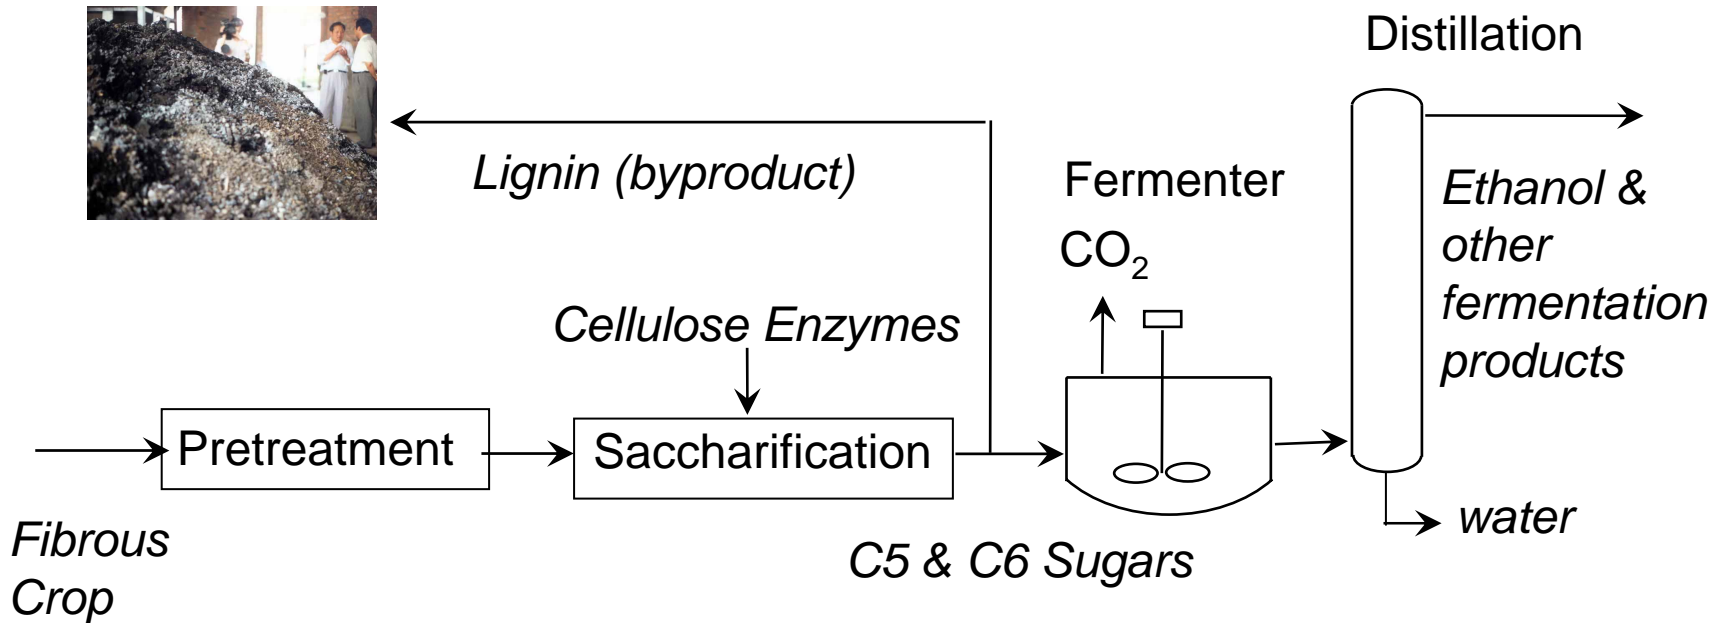 Distillation
Lignin (byproduct)
Fermenter
CO₂
Ethanol &
other
fermentation
products
Cellulose Enzymes
Pretreatment
Saccharification
Fibrous
Crop
C5 & C6 Sugars
water